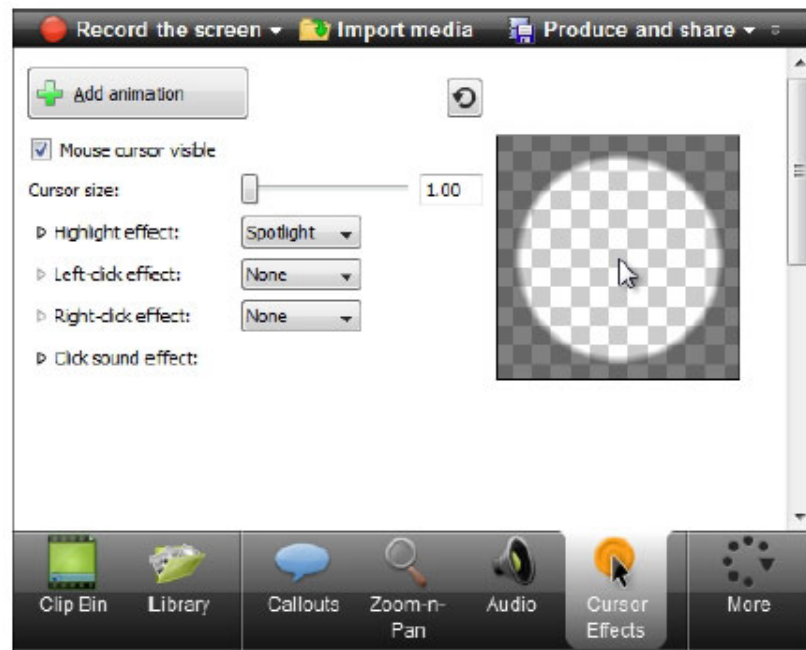 Record the screen Import media Produce and share
Add animation
Mouse cursor visible
Cursor size: 1.00
Highlight effect: Spotlight
Left-click effect: None
Right-click effect: None
Click sound effect:
Clip Bin Library Callouts Zoom-n- Audio Cursor More
Pan Effects